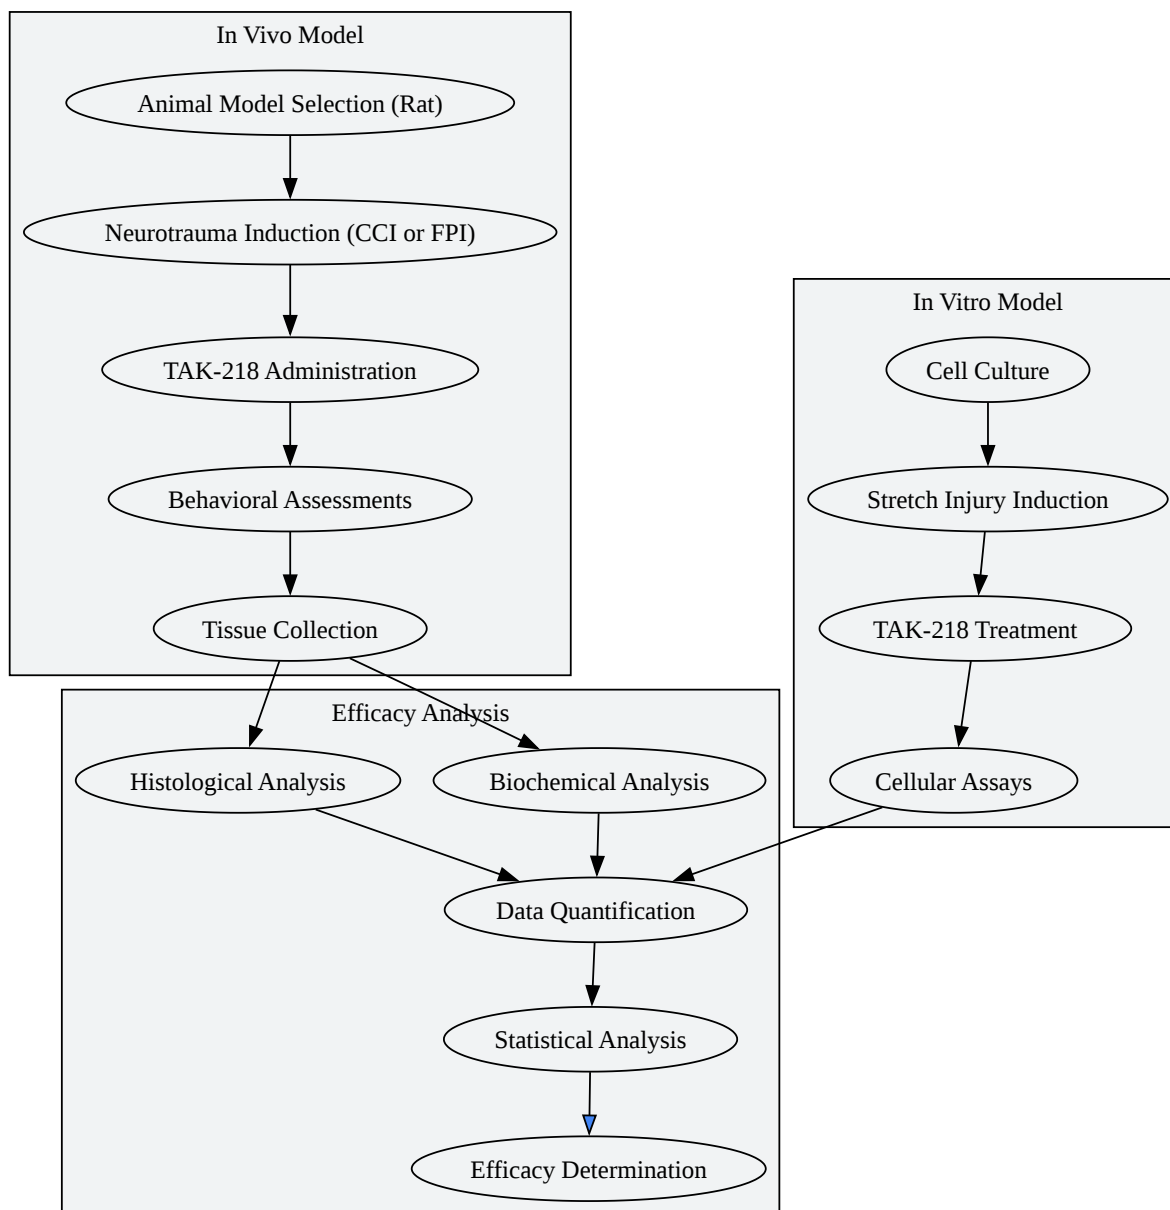 In Vivo Model
Animal Model Selection (Rat)
Neurotrauma Induction (CCI or FPI)
TAK-218 Administration
Behavioral Assessments
Tissue Collection
In Vitro Model
Cell Culture
Stretch Injury Induction
TAK-218 Treatment
Cellular Assays
Efficacy Analysis
Histological Analysis
Biochemical Analysis
Data Quantification
Statistical Analysis
Efficacy Determination